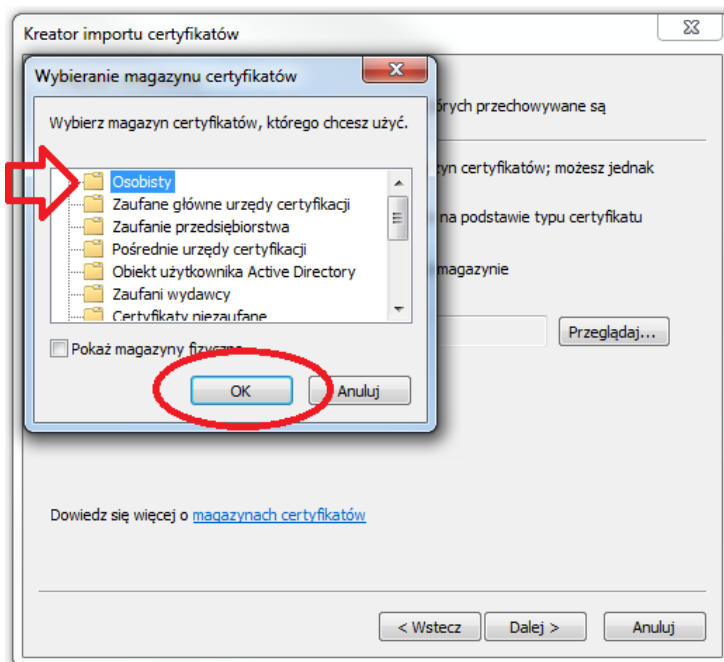 Kreator importu certyfikatów
Wybieranie magazynu certyfikatów
Wybierz magazyn certyfikatów, którego chcesz użyć.
Osobisty
Zaufane główne urzędy certyfikacji
Zaufanie przedsiębiorstwa
Pośrednie urzędy certyfikacji
Obiekt użytkownika Active Directory
Zaufani wydawcy
Certyfikaty niezaufane
Pokaż magazyny fizyczne
OK
Anuluj
przechowywane są
certyfikatów; możesz jednak
na podstawie typu certyfikatu
magazynie
Przeglądaj...
Dowiedz się więcej o magazynach certyfikatów
< Wstecz
Dalej >
Anuluj